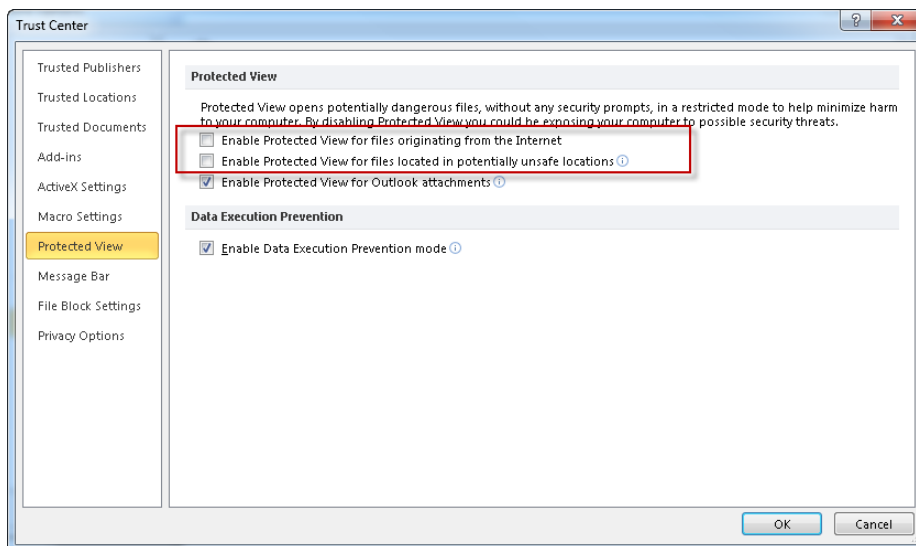 Trust Center
Trusted Publishers
Trusted Locations
Trusted Documents
Add-ins
ActiveX Settings
Macro Settings
Protected View
Message Bar
File Block Settings
Privacy Options
Protected View
Protected View opens potentially dangerous files, without any security prompts, in a restricted mode to help minimize harm
to your computer. By disabling Protected View you could be exposing your computer to possible security threats.
Enable Protected View for files originating from the Internet
Enable Protected View for files located in potentially unsafe locations
Enable Protected View for Outlook attachments
Data Execution Prevention
Enable Data Execution Prevention mode
OK
Cancel